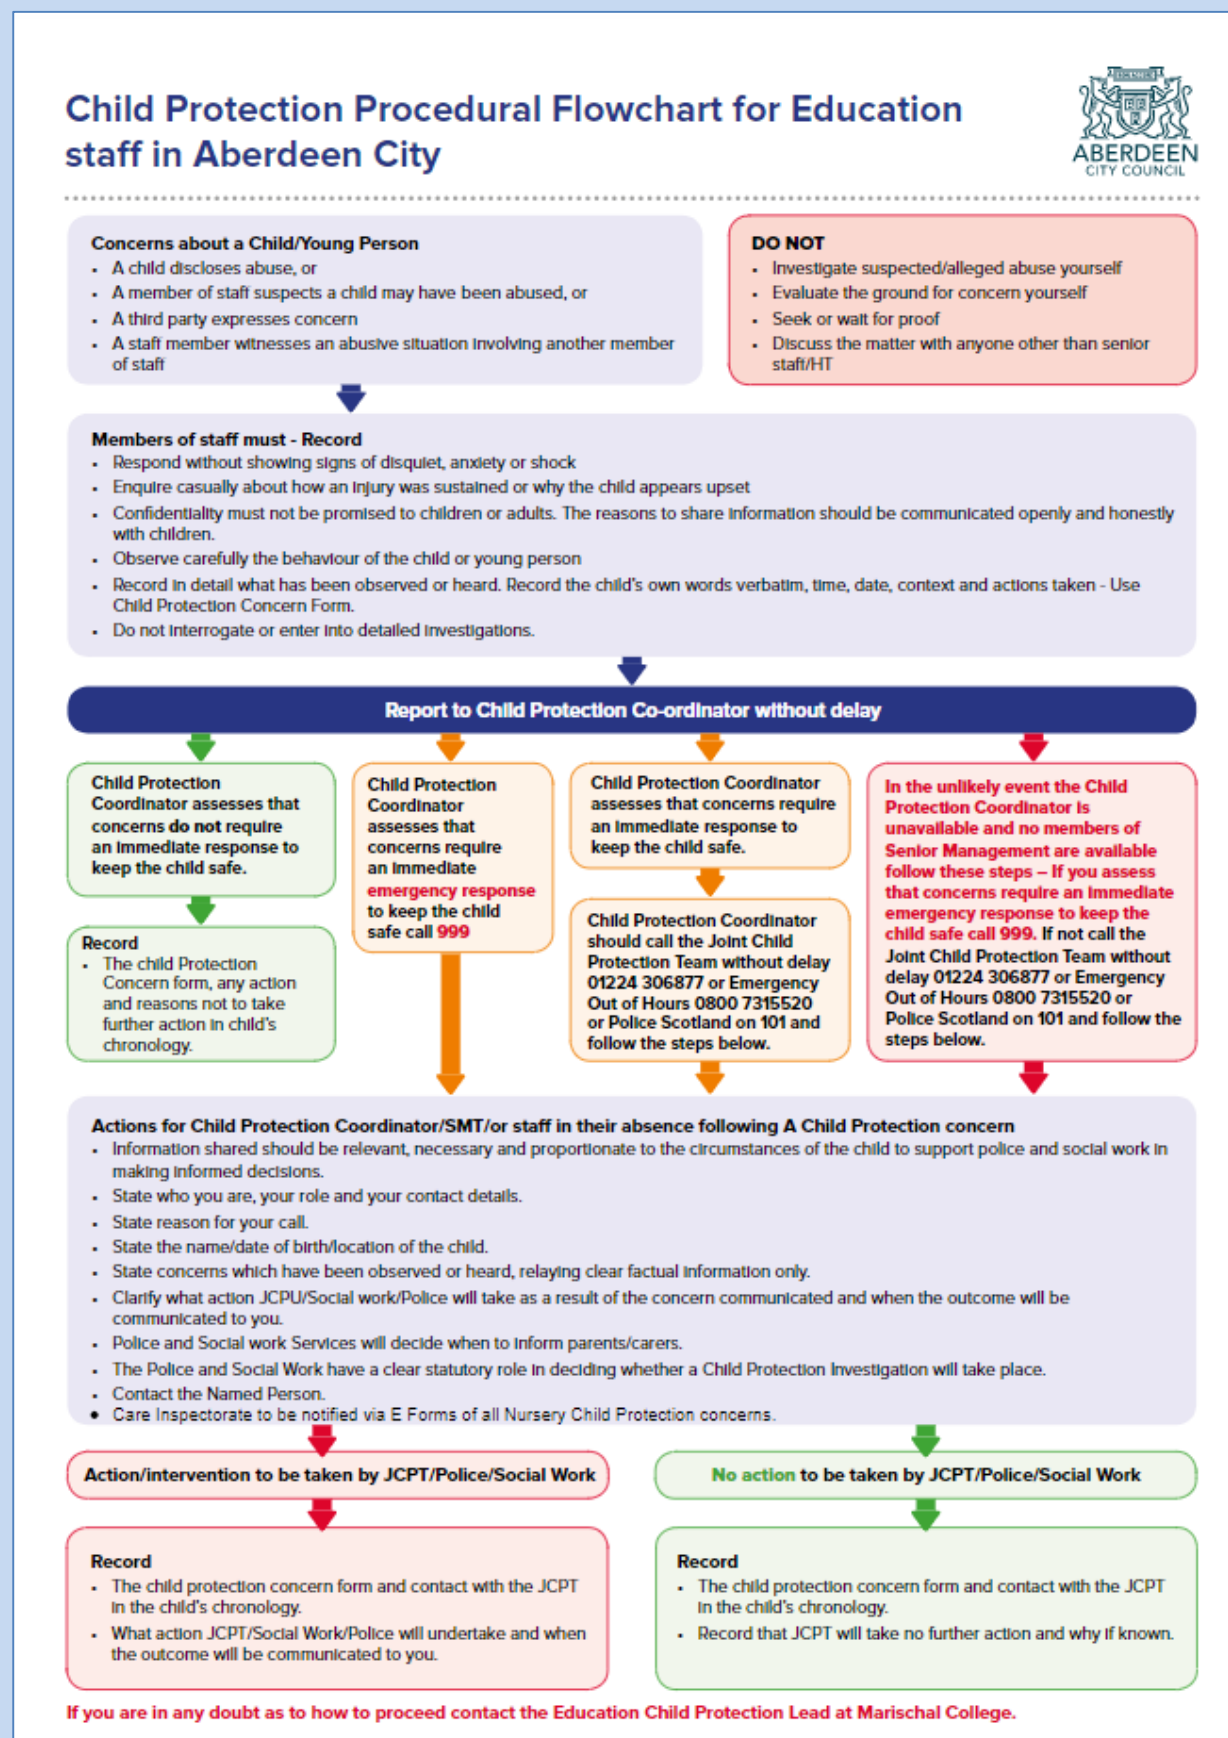 Child Protection Procedural Flowchart for Education
staff in Aberdeen City
ABERDEEN
CITY COUNCIL
Concerns about a Child/Young Person
• A child discloses abuse, or
• A member of staff suspects a child may have been abused, or
• A third party expresses concern
• A staff member witnesses an abusive situation involving another member
of staff
DO NOT
• Investigate suspected/alleged abuse yourself
• Evaluate the ground for concern yourself
• Seek or wait for proof
• Discuss the matter with anyone other than senior
staff/HT
Members of staff must - Record
• Respond without showing signs of disquiet, anxiety or shock
• Enquire casually about how an injury was sustained or why the child appears upset
• Confidentiality must not be promised to children or adults. The reasons to share information should be communicated openly and honestly
with children.
• Observe carefully the behaviour of the child or young person
• Record in detail what has been observed or heard. Record the child's own words verbatim, time, date, context and actions taken - Use
Child Protection Concern Form.
• Do not interrogate or enter into detailed investigations.
Report to Child Protection Co-ordinator without delay
Child Protection
Coordinator assesses that
concerns do not require
an immediate response to
keep the child safe.
Record
• The child Protection
Concern form, any action
and reasons not to take
further action in child's
chronology.
Child Protection
Coordinator
assesses that
concerns require
an immediate
emergency response
to keep the child
safe call 999
Child Protection Coordinator
assesses that concerns require
an immediate response to
keep the child safe.
Child Protection Coordinator
should call the Joint Child
Protection Team without delay
01224 306877 or Emergency
Out of Hours 0800 7315520
or Police Scotland on 101 and
follow the steps below.
In the unlikely event the Child
Protection Coordinator is
unavailable and no members of
Senior Management are available
follow these steps – If you assess
that concerns require an immediate
emergency response to keep the
child safe call 999. If not call the
Joint Child Protection Team without
delay 01224 306877 or Emergency
Out of Hours 0800 7315520 or
Police Scotland on 101 and follow the
steps below.
Actions for Child Protection Coordinator/SMT/or staff in their absence following A Child Protection concern
• Information shared should be relevant, necessary and proportionate to the circumstances of the child to support police and social work in
making informed decisions.
• State who you are, your role and your contact details.
• State reason for your call.
• State the name/date of birth/location of the child.
• State concerns which have been observed or heard, relaying clear factual information only.
• Clarify what action JCPU/Social work/Police will take as a result of the concern communicated and when the outcome will be
communicated to you.
• Police and Social work Services will decide when to inform parents/carers.
• The Police and Social Work have a clear statutory role in deciding whether a Child Protection Investigation will take place.
• Contact the Named Person.
• Care Inspectorate to be notified via E Forms of all Nursery Child Protection concerns.
Action/intervention to be taken by JCPT/Police/Social Work
Record
• The child protection concern form and contact with the JCPT
in the child's chronology.
• What action JCPT/Social Work/Police will undertake and when
the outcome will be communicated to you.
No action to be taken by JCPT/Police/Social Work
Record
• The child protection concern form and contact with the JCPT
in the child's chronology.
• Record that JCPT will take no further action and why if known.
If you are in any doubt as to how to proceed contact the Education Child Protection Lead at Marischal College.